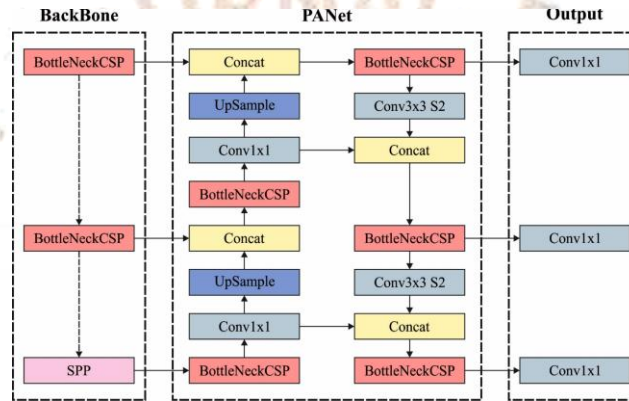 BackBone
PANet
Output
BottleNeckCSP
Concat
BottleNeckCSP
Conv1x1
UpSample
Conv3x3 S2
Conv1x1
Concat
BottleNeckCSP
BottleNeckCSP
Concat
BottleNeckCSP
Conv1x1
UpSample
Conv3x3 S2
Conv1x1
Concat
SPP
BottleNeckCSP
BottleNeckCSP
Conv1x1